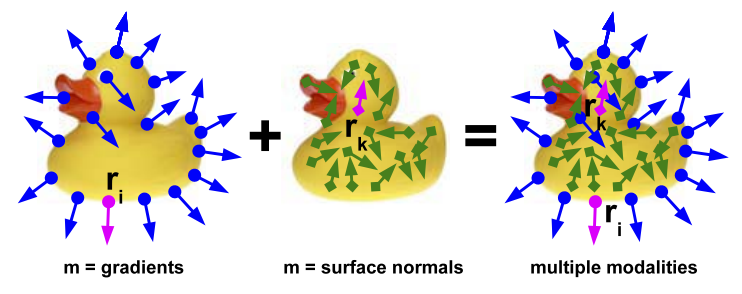 r i
+
r k
=
r k
r i
m = gradients
m = surface normals
multiple modalities